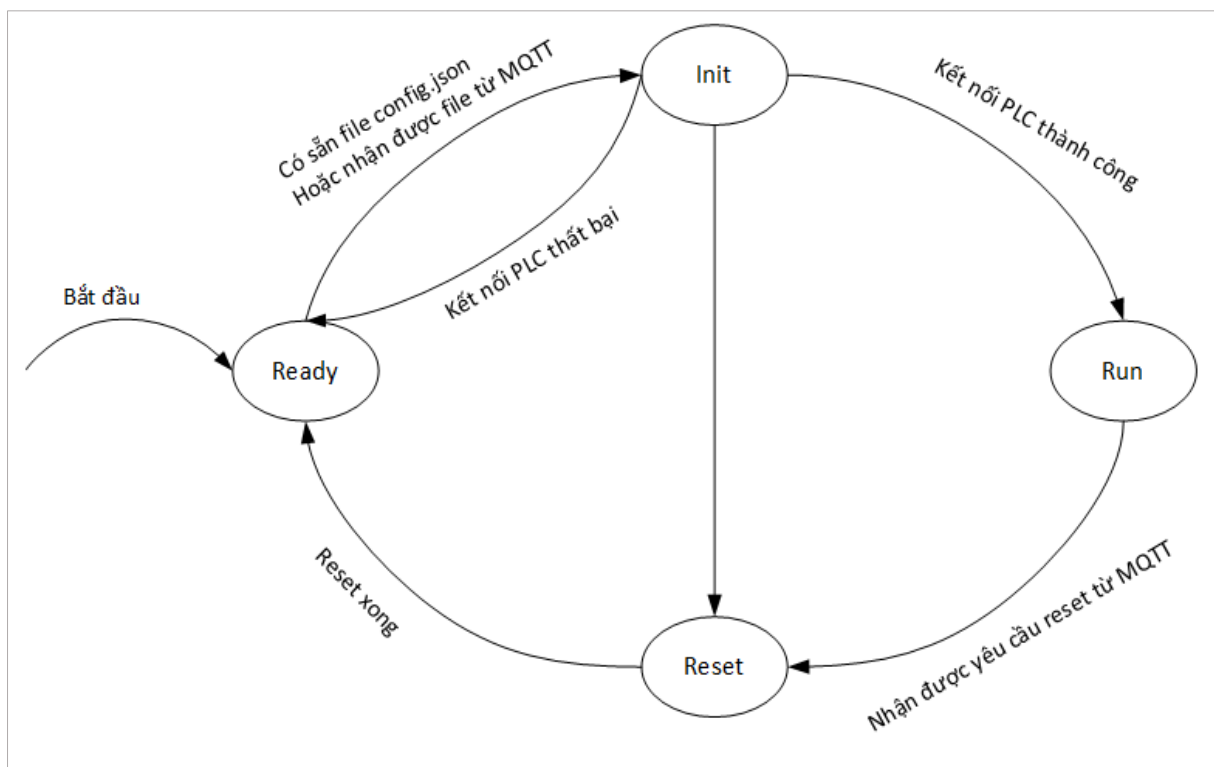 Init
Có sẵn file config.json
Hoặc nhận được file từ MQTT
Kết nối PLC thành công
Kết nối PLC thất bại
Bắt đầu
Ready
Run
Reset xong
Reset
Nhận được yêu cầu reset từ MQTT